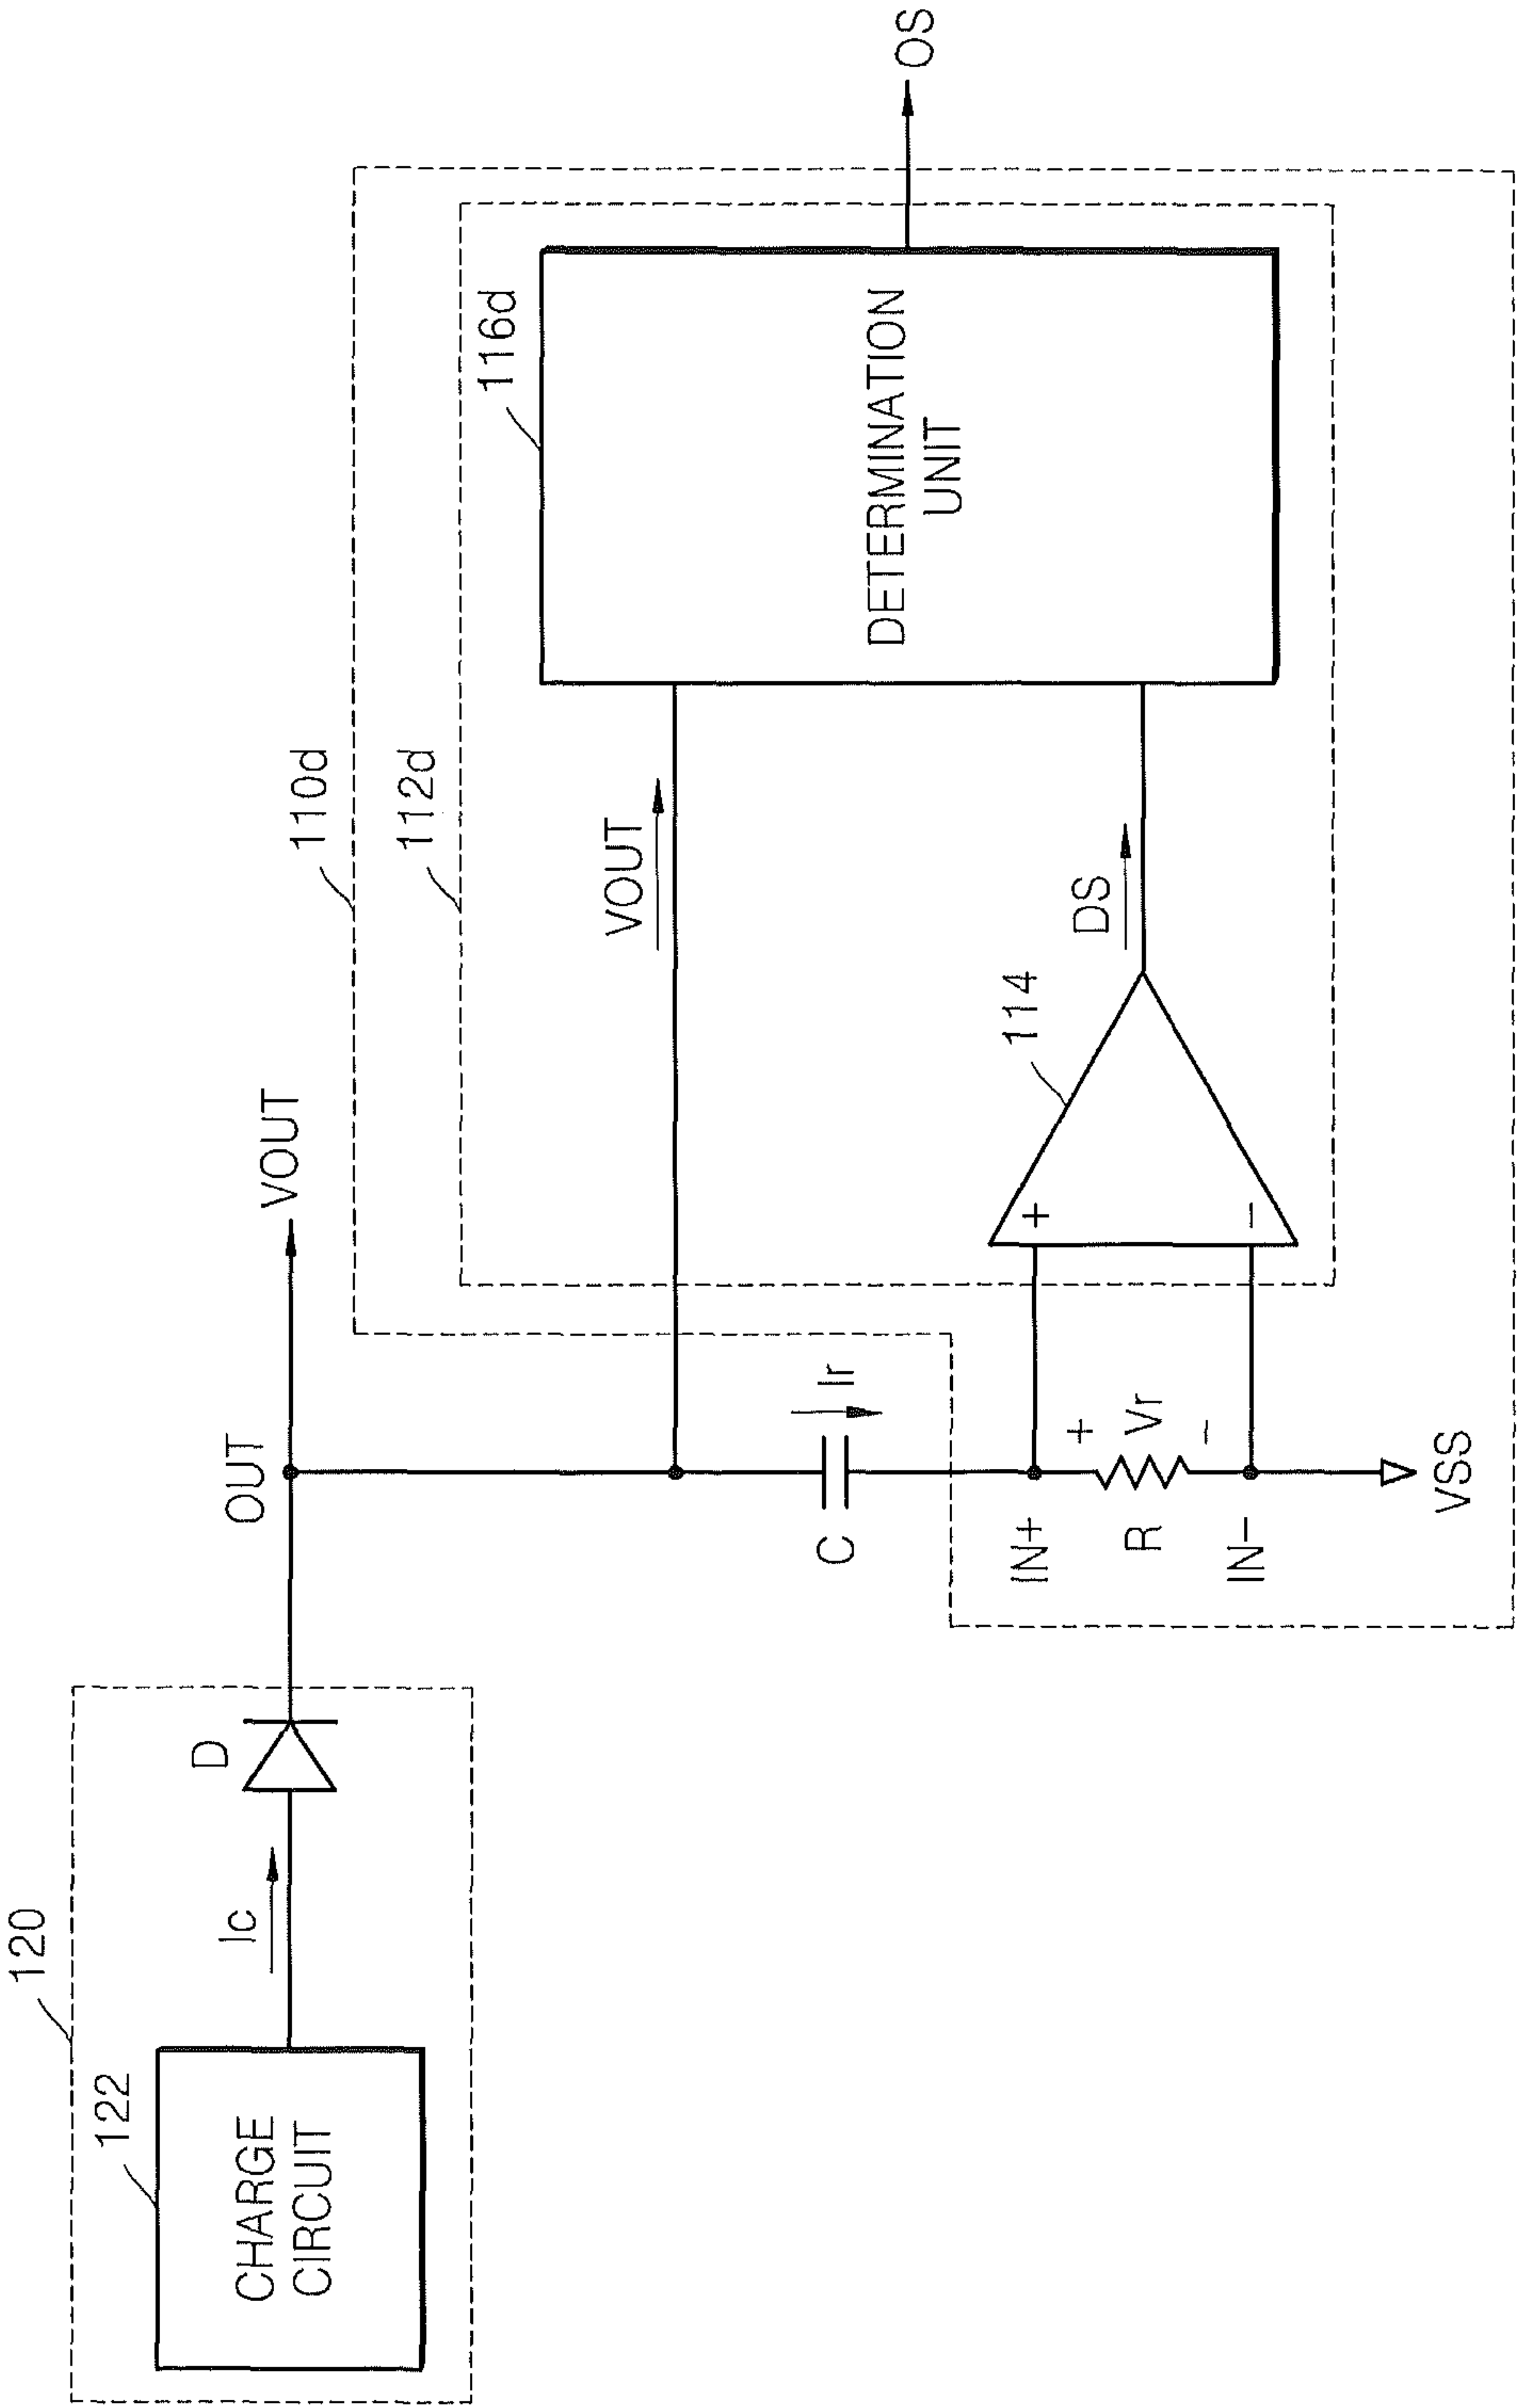 120
122
CHARGE
CIRCUIT
Ic
D
OUT
VOUT
110d
112d
VOUT
116d
DETERMINATION
UNIT
OS
C
Ir
114
DS
IN+
+
+
R
Vr
IN-
-
-
VSS